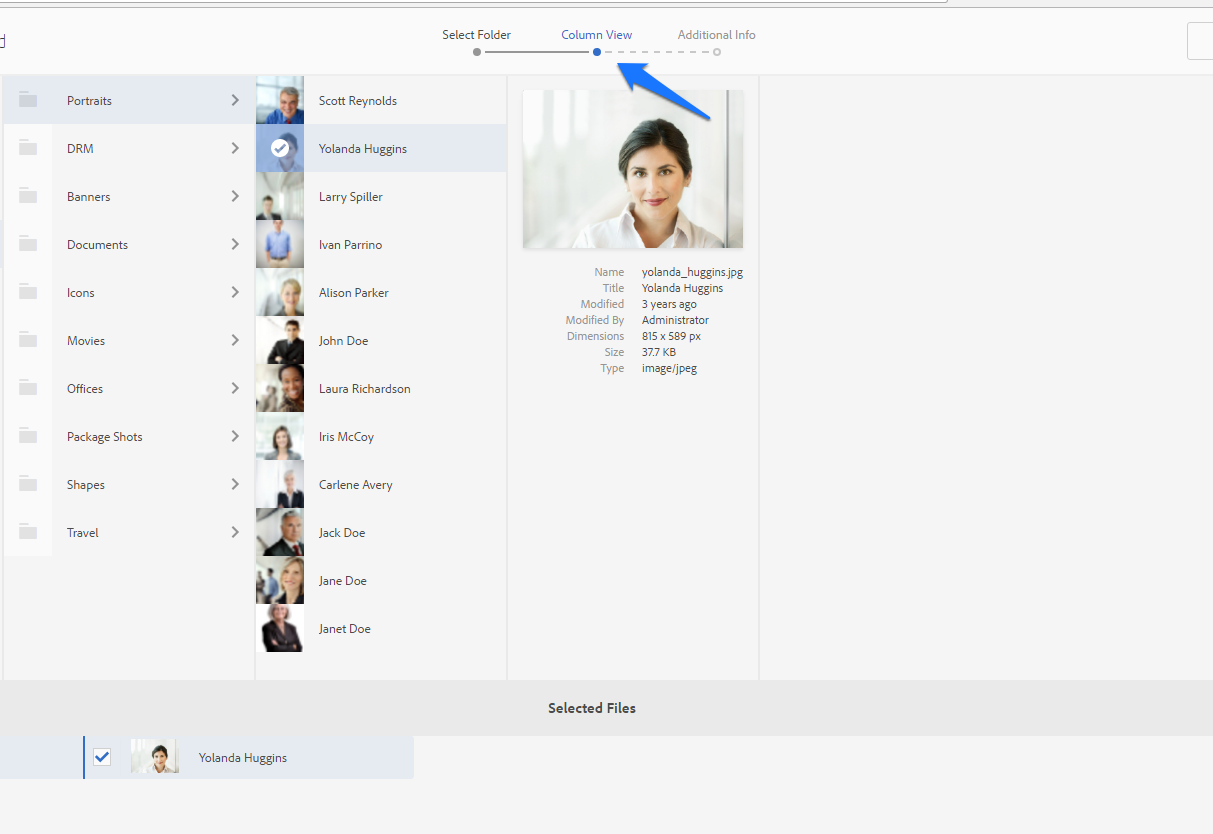 Select Folder
Column View
Additional Info
Portraits
DRM
Banners
Documents
Icons
Movies
Offices
Package Shots
Shapes
Travel
Scott Reynolds
Yolanda Huggins
Larry Spiller
Ivan Parrino
Alison Parker
John Doe
Laura Richardson
Iris McCoy
Carlene Avery
Jack Doe
Jane Doe
Janet Doe
Name yolanda_huggins.jpg
Title Yolanda Huggins
Modified 3 years ago
Modified By Administrator
Dimensions 815 x 589 px
Size 37.7 KB
Type image/jpeg
Selected Files
Yolanda Huggins